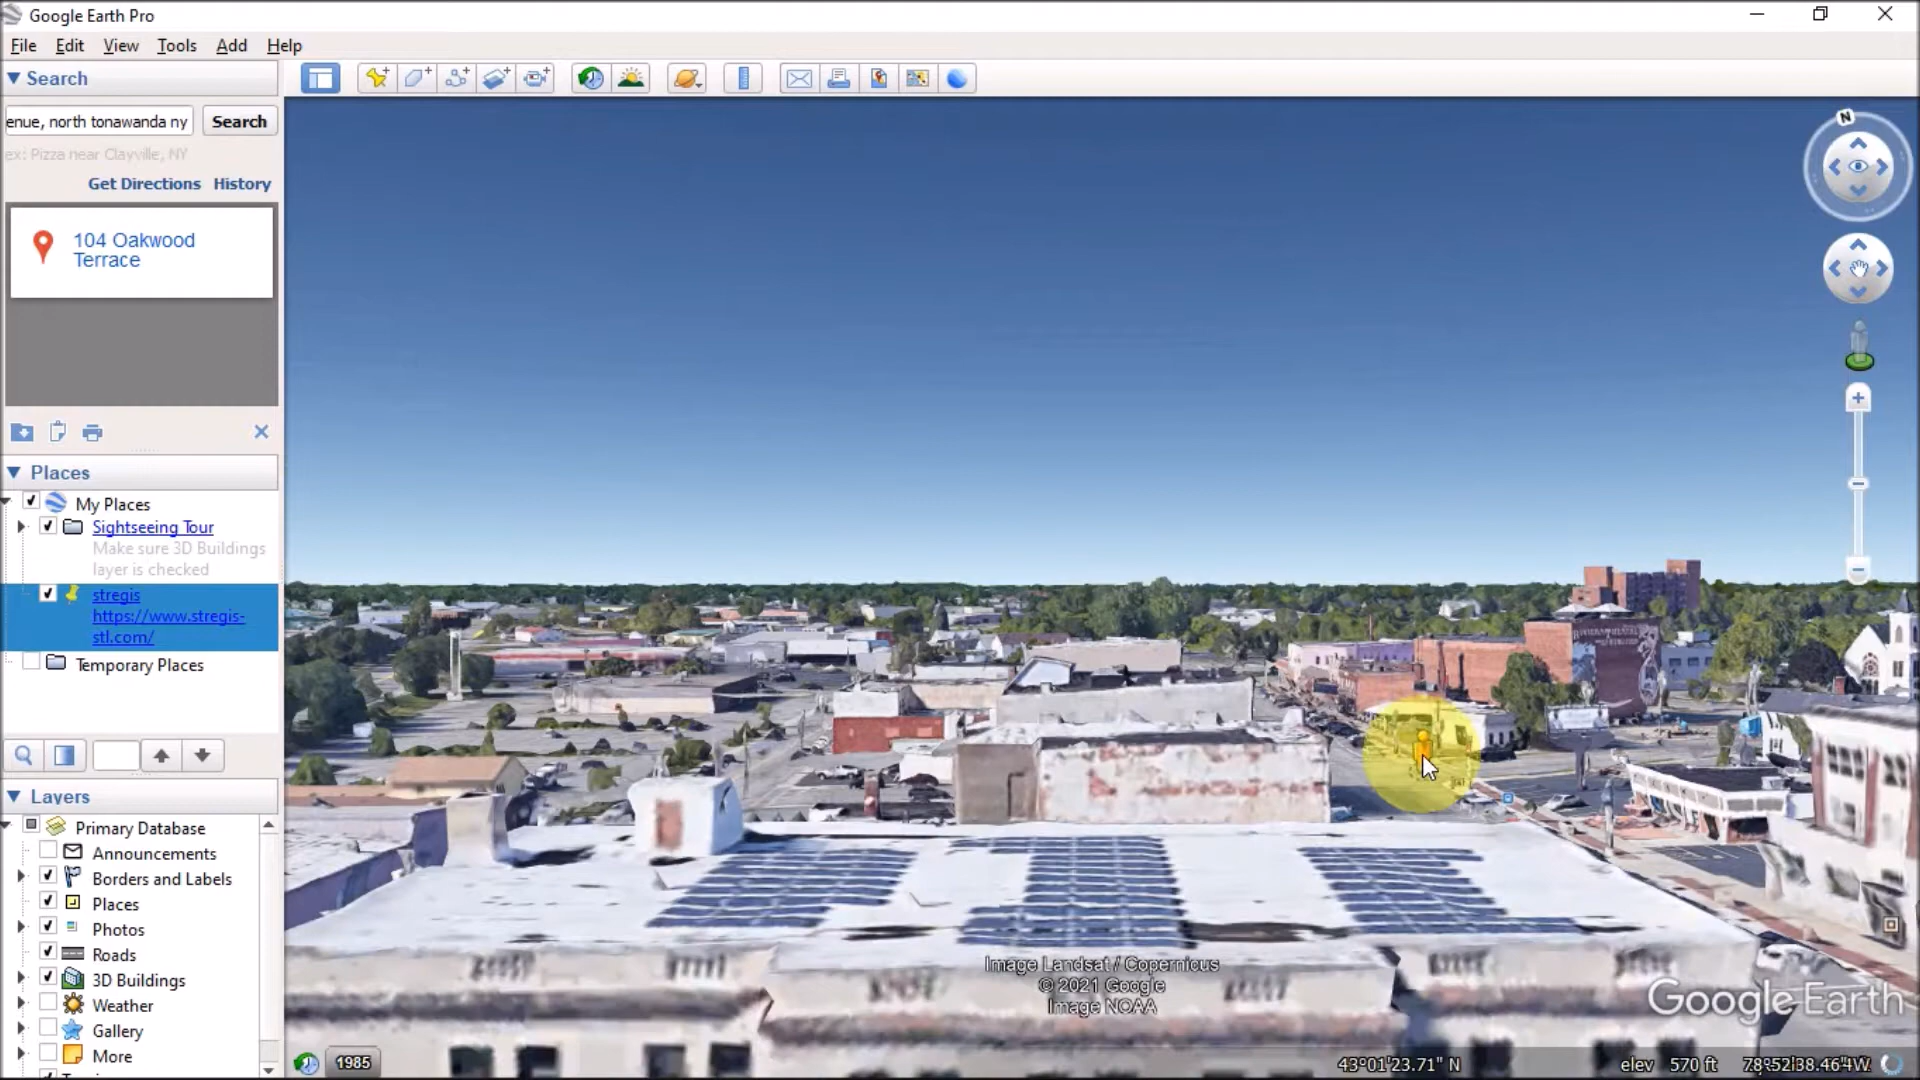 Google Earth Pro
File Edit View Tools Add Help
Search
enue, north tonawanda ny Search
ex: Pizza near Clayville, NY
Get Directions History
104 Oakwood
Terrace
Places
My Places
Sightseeing Tour
Make sure 3D Buildings
layer is checked
stregis
https://www.stregis-
stl.com/
Temporary Places
Layers
Primary Database
Announcements
Borders and Labels
Places
Photos
Roads
3D Buildings
Weather
Gallery
More
N
Image Landsat / Copernicus
© 2021 Google
Image NOAA
Google Earth
1985
43°01'23.71" N
elev 570 ft